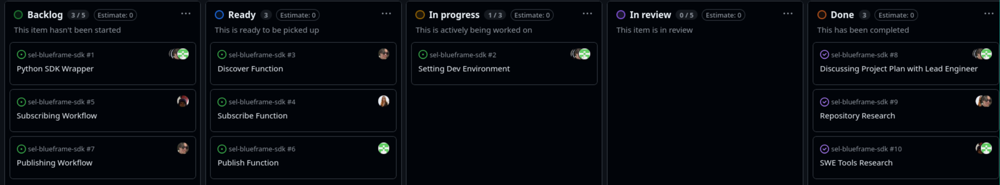 Backlog 3 / 5 Estimate: 0 ...
This item hasn't been started
sel-blueframe-sdk #1
Python SDK Wrapper
sel-blueframe-sdk #5
Subscribing Workflow
sel-blueframe-sdk #7
Publishing Workflow
Ready 3 Estimate: 0 ...
This is ready to be picked up
sel-blueframe-sdk #3
Discover Function
sel-blueframe-sdk #4
Subscribe Function
sel-blueframe-sdk #6
Publish Function
In progress 1 / 3 Estimate: 0 ...
This is actively being worked on
sel-blueframe-sdk #2
Setting Dev Environment
In review 0 / 5 Estimate: 0 ...
This item is in review
Done 3 Estimate: 0 ...
This has been completed
sel-blueframe-sdk #8
Discussing Project Plan with Lead Engineer
sel-blueframe-sdk #9
Repository Research
sel-blueframe-sdk #10
SWE Tools Research